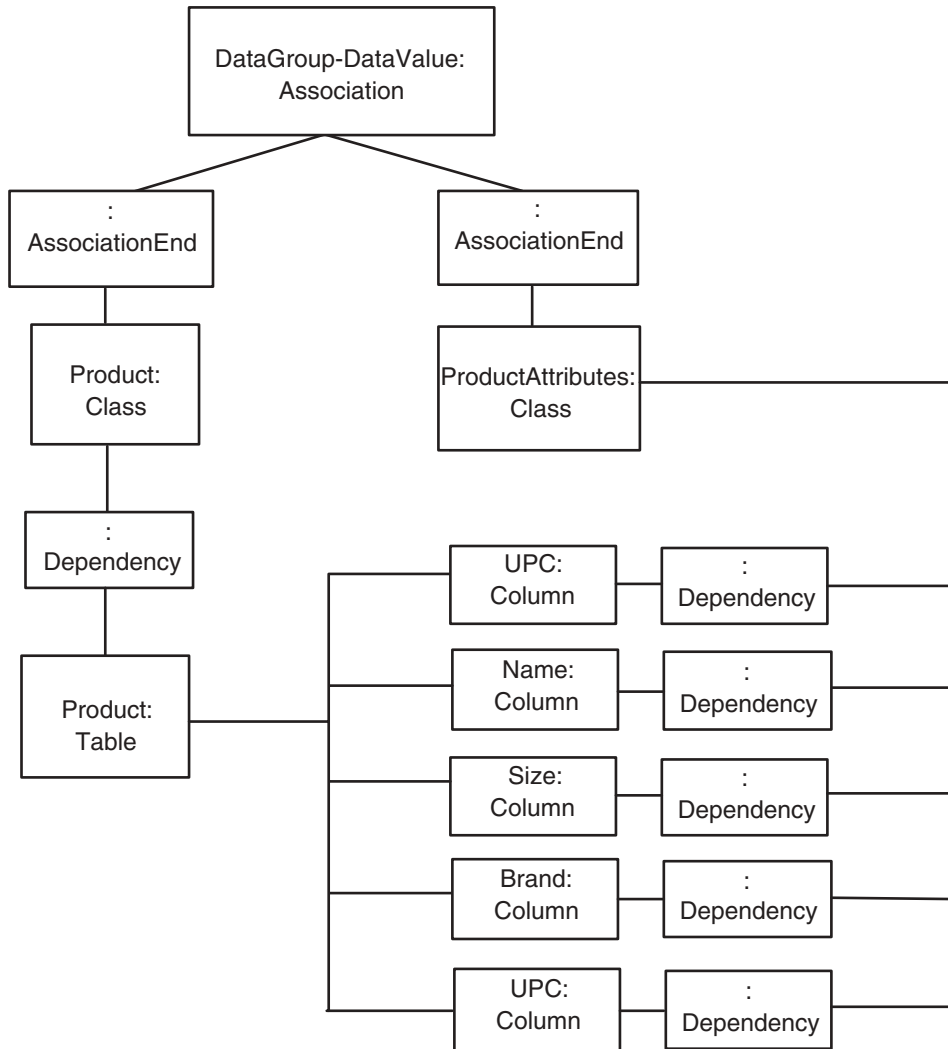 DataGroup-DataValue:
Association
:
AssociationEnd
:
AssociationEnd
Product:
Class
ProductAttributes:
Class
:
Dependency
UPC:
Column
:
Dependency
Name:
Column
:
Dependency
Product:
Table
Size:
Column
:
Dependency
Brand:
Column
:
Dependency
UPC:
Column
:
Dependency